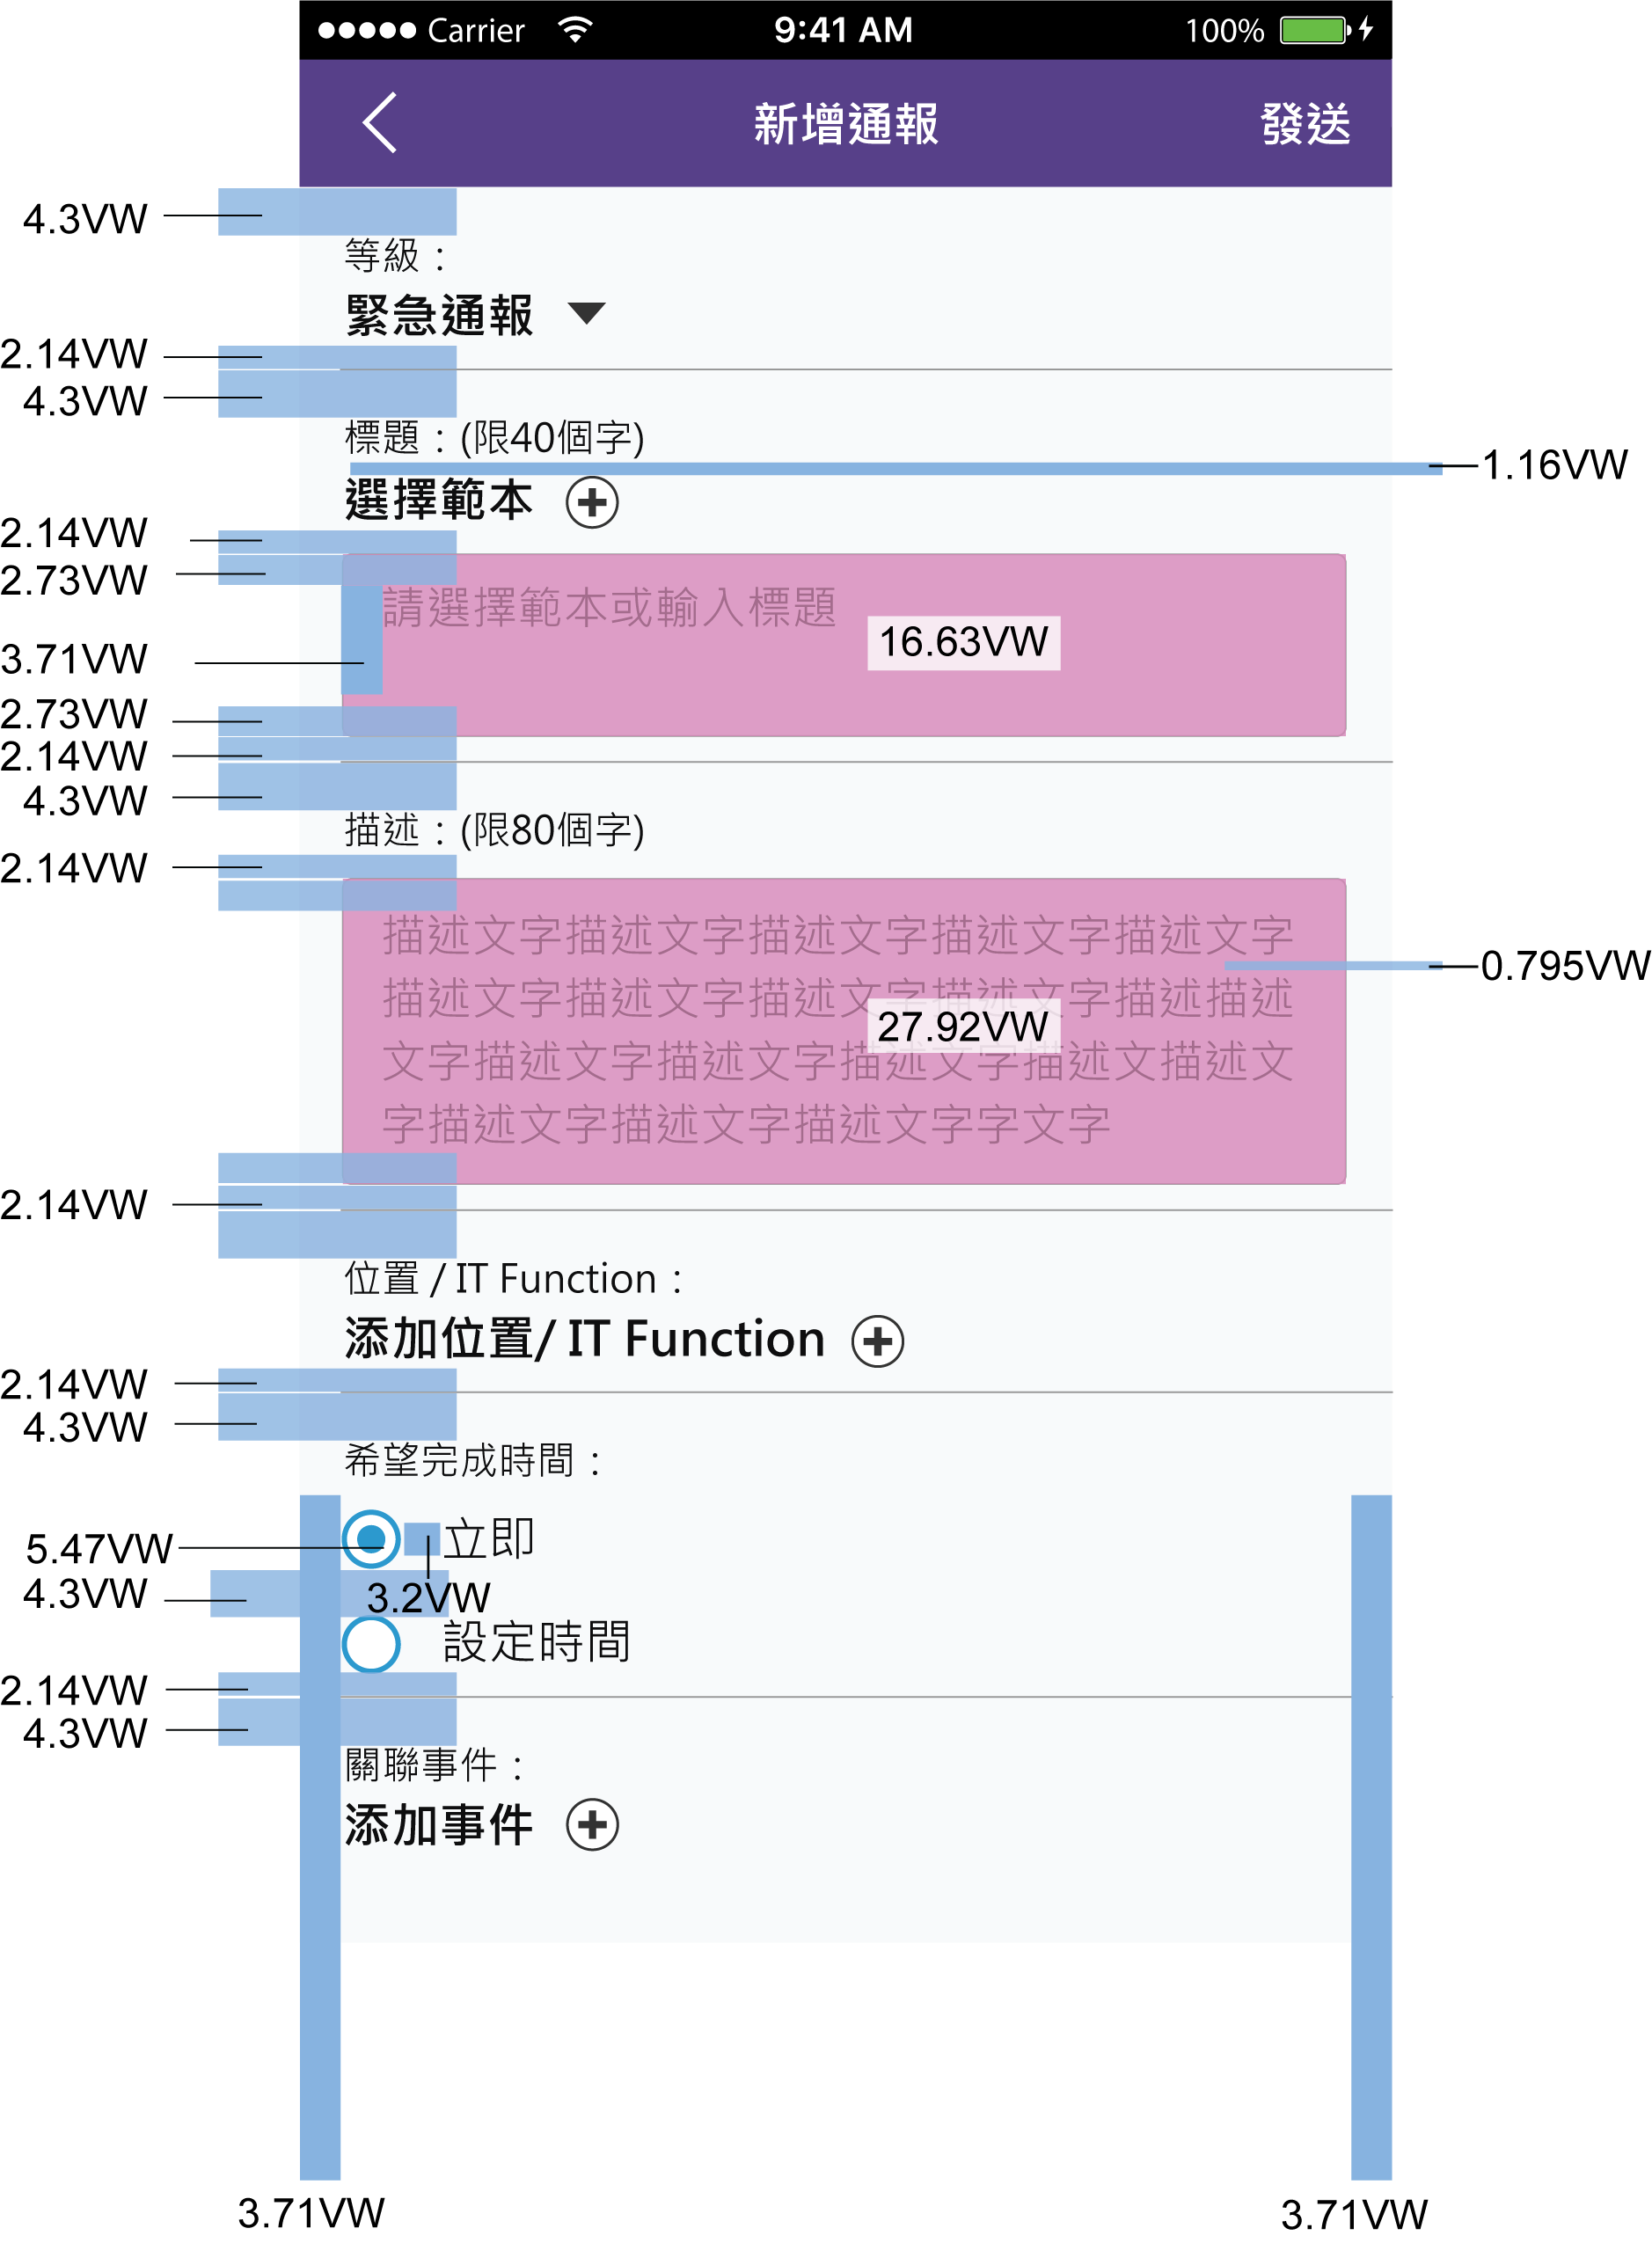 Carrier 9:41 AM 100%
新增通報 發送
4.3VW
等級：
緊急通報
2.14VW
4.3VW
標題：(限40個字)
1.16VW
選擇範本
2.14VW
2.73VW
請選擇範本或輸入標題
16.63VW
3.71VW
2.73VW
2.14VW
4.3VW
描述：(限80個字)
2.14VW
描述文字描述文字描述文字描述文字描述文字
0.795VW
描述文字描述文字描述文字描述文字描述描述
27.92VW
文字描述文字描述文字描述文字描述文描述文
字描述文字描述文字描述文字字文字
2.14VW
位置 / IT Function：
添加位置/ IT Function
2.14VW
4.3VW
希望完成時間：
5.47VW
立即
4.3VW
3.2VW
設定時間
2.14VW
4.3VW
關聯事件：
添加事件
3.71VW
3.71VW